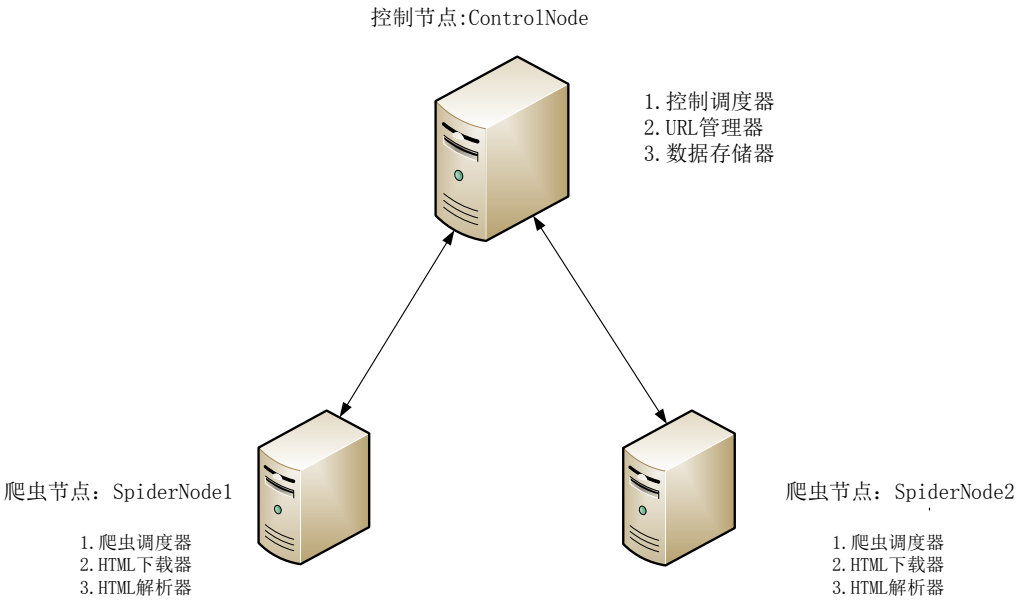 控制节点:ControlNode
1.控制调度器
2.URL管理器
3.数据存储器
爬虫节点：SpiderNode1
1.爬虫调度器
2.HTML下载器
3.HTML解析器
爬虫节点：SpiderNode2
1.爬虫调度器
2.HTML下载器
3.HTML解析器